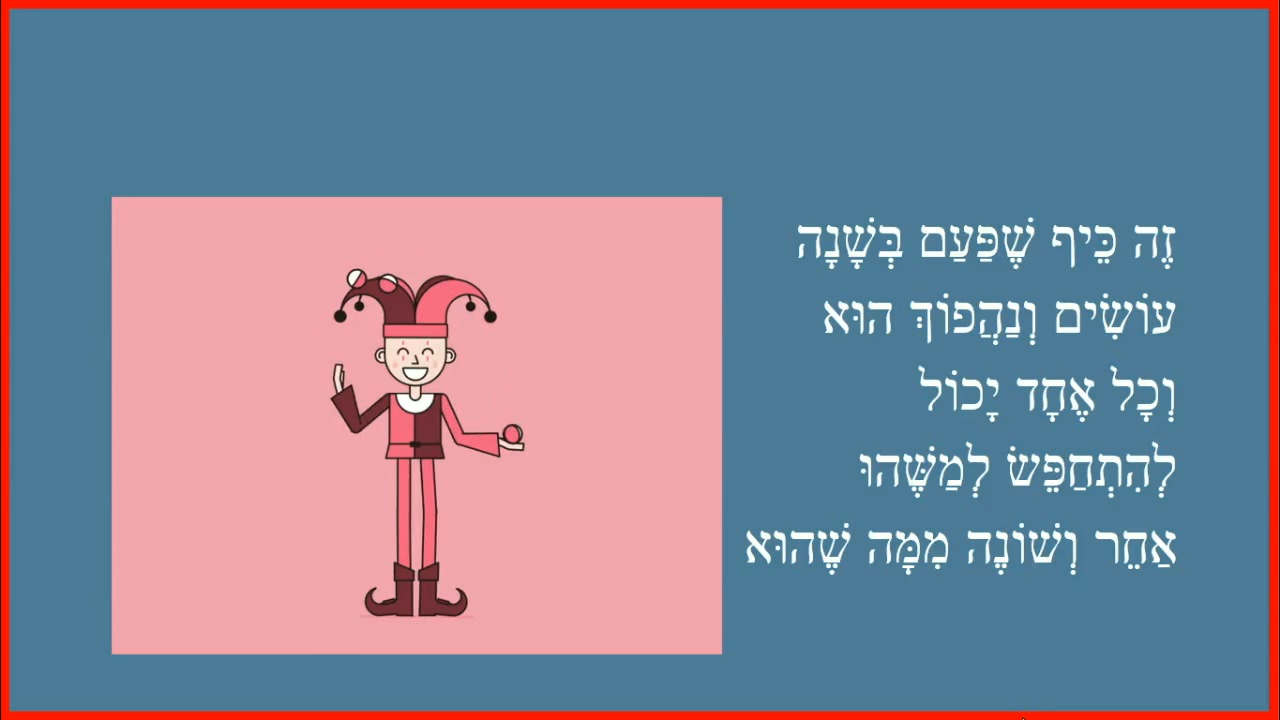 זֶה כֵּיף שֶׁפַּעַם בְּשָׁנָה
עוֹשִׂים וְנַהֲפוֹךְ הוּא
וְכָל אֶחָד יָכוֹל
לְהִתְחַפֵּשׂ לְמַשֶּׁהוּ
אַחֵר וְשׁוֹנֶה מִמָּה שֶׁהוּא